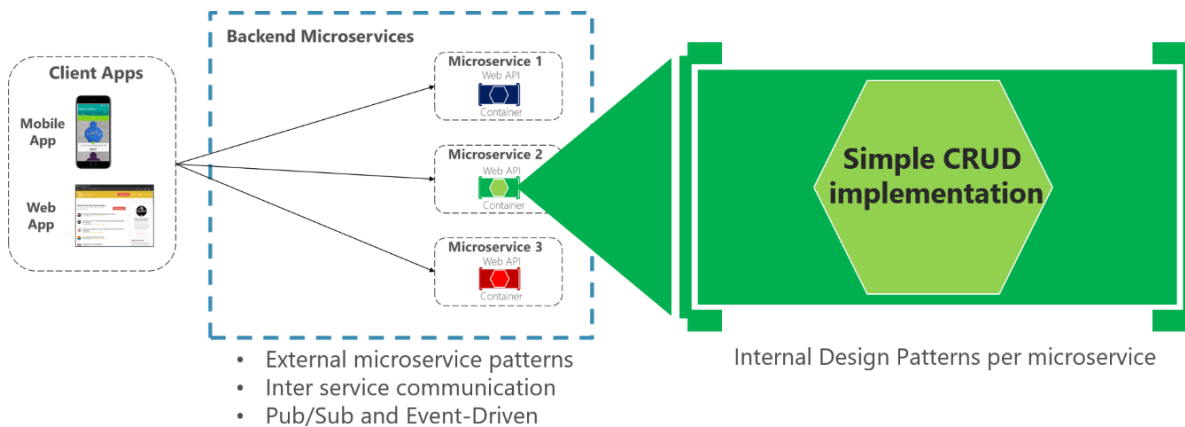 Client Apps
Mobile
App
Web
App
Backend Microservices
Microservice 1
Web API
Container
Microservice 2
Web API
Container
Microservice 3
Web API
Container
• External microservice patterns
• Inter service communication
• Pub/Sub and Event-Driven
Simple CRUD
implementation
Internal Design Patterns per microservice